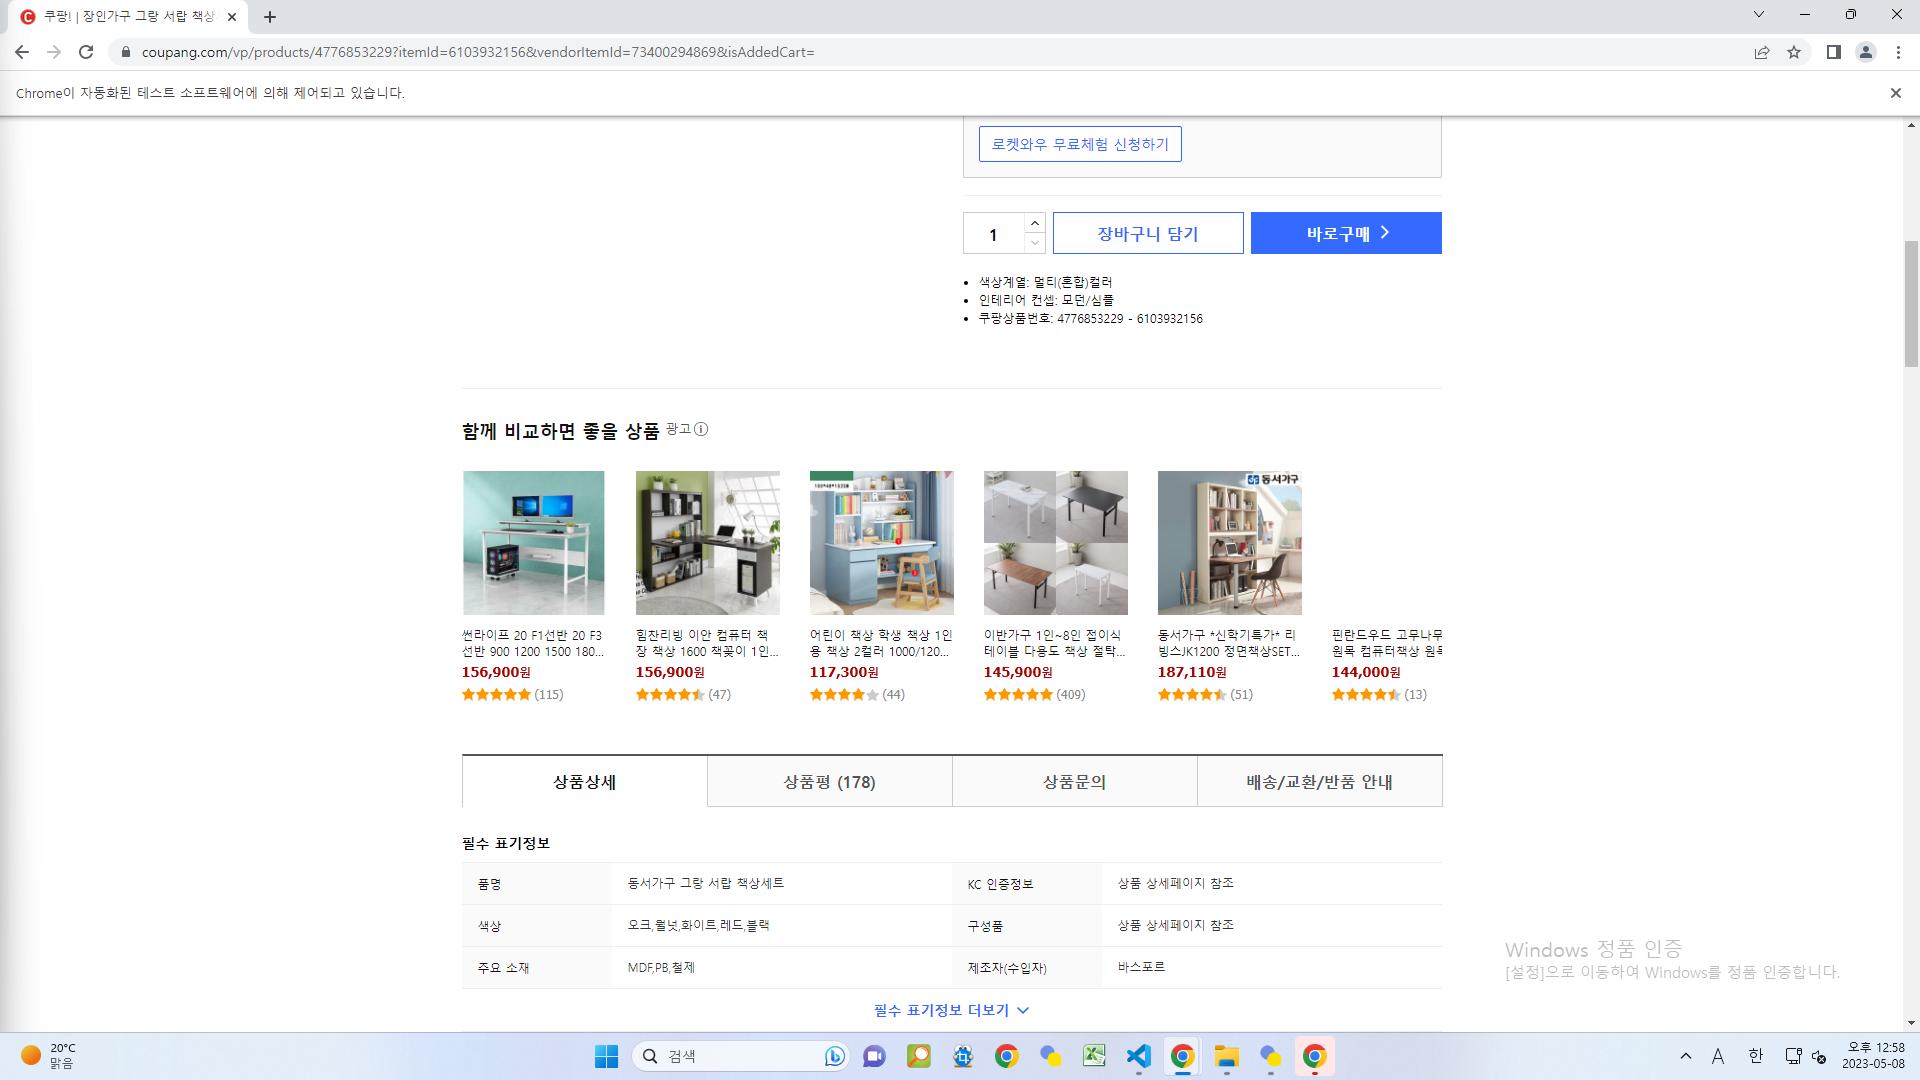 쿠팡! | 장인가구 그랑 서랍 책상
coupang.com/vp/products/4776853229?itemId=6103932156&vendorItemId=73400294869&isAddedCart=
Chrome이 자동화된 테스트 소프트웨어에 의해 제어되고 있습니다.
로켓와우 무료체험 신청하기
1
장바구니 담기
바로구매
색상계열: 멀티(혼합)컬러
인테리어 컨셉: 모던/심플
쿠팡상품번호: 4776853229 - 6103932156
함께 비교하면 좋을 상품 광고
동서가구
썬라이프 20 F1선반 20 F3
선반 900 1200 1500 180...
156,900원
(115)
힘찬리빙 이안 컴퓨터 책
장 책상 1600 책꽂이 1인...
156,900원
(47)
어린이 책상 학생 책상 1인
용 책상 2컬러 1000/120...
117,300원
(44)
이반가구 1인~8인 접이식
테이블 다용도 책상 절탁...
145,900원
(409)
동서가구 *신학기특가* 리
빙스JK1200 정면책상SET...
187,110원
(51)
핀란드우드 고무나무
원목 컴퓨터책상 원목
144,000원
(13)
상품상세
상품평 (178)
상품문의
배송/교환/반품 안내
필수 표기정보
품명
동서가구 그랑 서랍 책상세트
KC 인증정보
상품 상세페이지 참조
색상
오크,월넛,화이트,레드,블랙
구성품
상품 상세페이지 참조
주요 소재
MDF,PB,철제
제조자(수입자)
바스포르
필수 표기정보 더보기
Windows 정품 인증
[설정]으로 이동하여 Windows를 정품 인증합니다.
20°C
맑음
검색
A
한
오후 12:58
2023-05-08